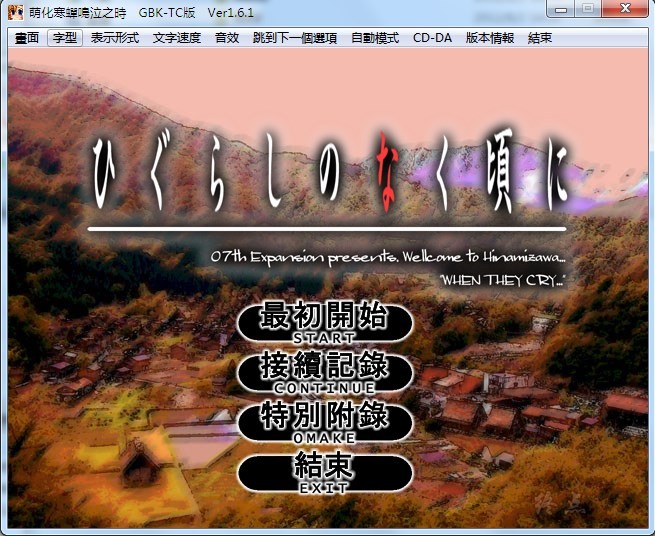 萌化寒蟬鳴泣之時 GBK-TC版 Ver1.6.1
畫面 字型 表示形式 文字速度 音效 跳到下一個選項 自動模式 CD-DA 版本情報 結束
ひぐらしのなく頃に
07th Expansion presents. Wellcome to Hinamizawa...
"WHEN THEY CRY..."
最初開始
START
接續記錄
CONTINUE
特別附錄
OMAKE
結束
EXIT